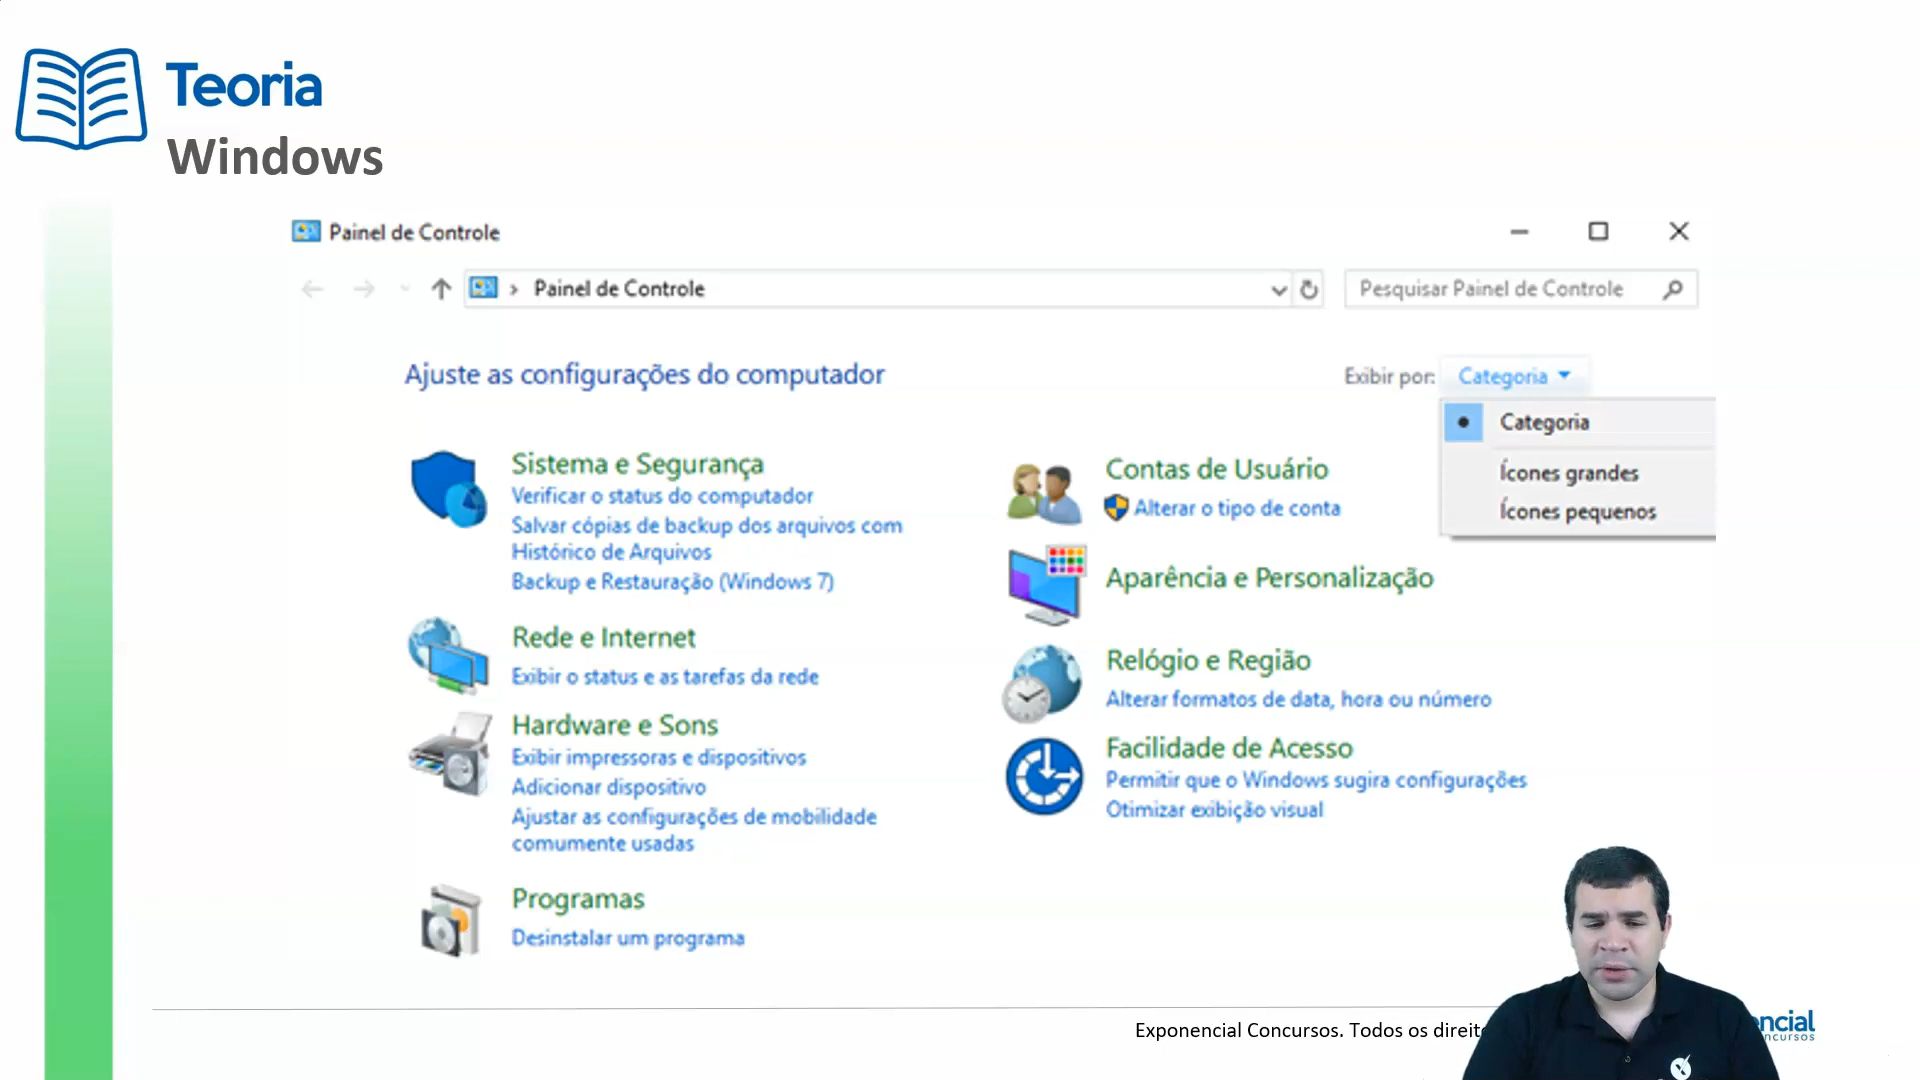 Teoria
Windows
Painel de Controle
Painel de Controle
Pesquisar Painel de Controle
Ajuste as configurações do computador
Exibir por: Categoria
Categoria
Ícones grandes
Ícones pequenos
Sistema e Segurança
Verificar o status do computador
Salvar cópias de backup dos arquivos com
Histórico de Arquivos
Backup e Restauração (Windows 7)
Rede e Internet
Exibir o status e as tarefas da rede
Hardware e Sons
Exibir impressoras e dispositivos
Adicionar dispositivo
Ajustar as configurações de mobilidade
comumente usadas
Programas
Desinstalar um programa
Contas de Usuário
Alterar o tipo de conta
Aparência e Personalização
Relógio e Região
Alterar formatos de data, hora ou número
Facilidade de Acesso
Permitir que o Windows sugira configurações
Otimizar exibição visual
Exponencial Concursos. Todos os